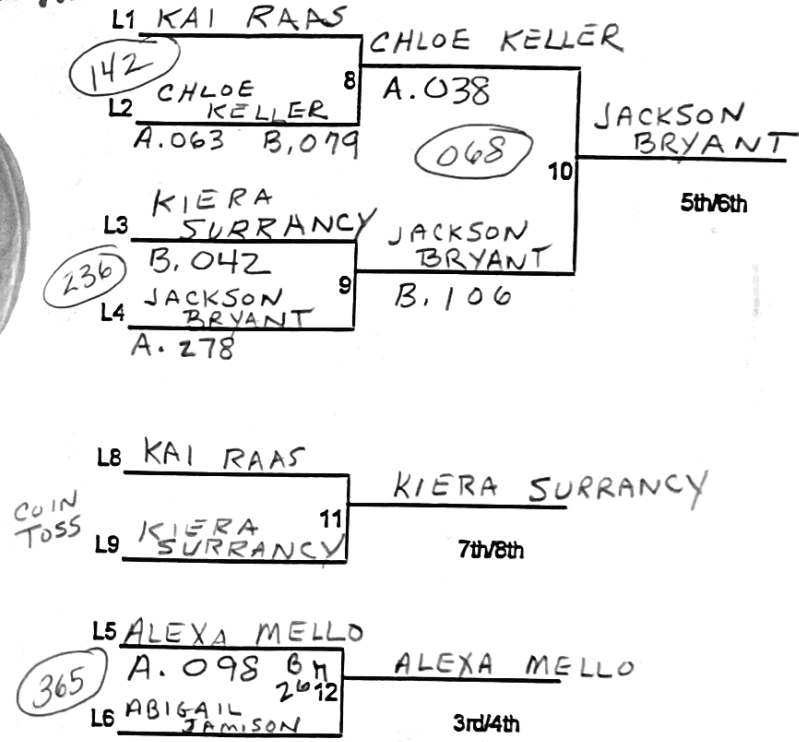 L1 KAI RAAS
CHLOE KELLER
142
8
L2 CHLOE
KELLER
A.038
A.063 B.079
068
JACKSON
BRYANT
10
5th/6th
KIERA
L3 SURRANCY
JACKSON
BRYANT
B.042
236
9
JACKSON
L4 BRYANT
B.106
A.278
L8 KAI RAAS
KIERA SURRANCY
COIN
TOSS
11
KIERA
L9 SURRANCY
7th/8th
L5 ALEXA MELLO
A.098 B
ALEXA MELLO
365
12
ABIGAIL
L6 JAMISON
3rd/4th